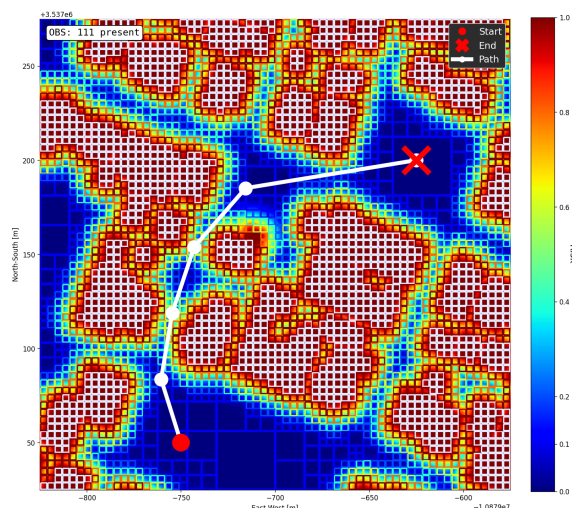 +3.537e6
OBS: 111 present
Start
End
Path
1.0
0.8
0.6
0.4
0.2
0.0
250
200
150
100
50
North-South [m]
−800
−750
−700
−650
−600
East West [m]
−1.0879e7